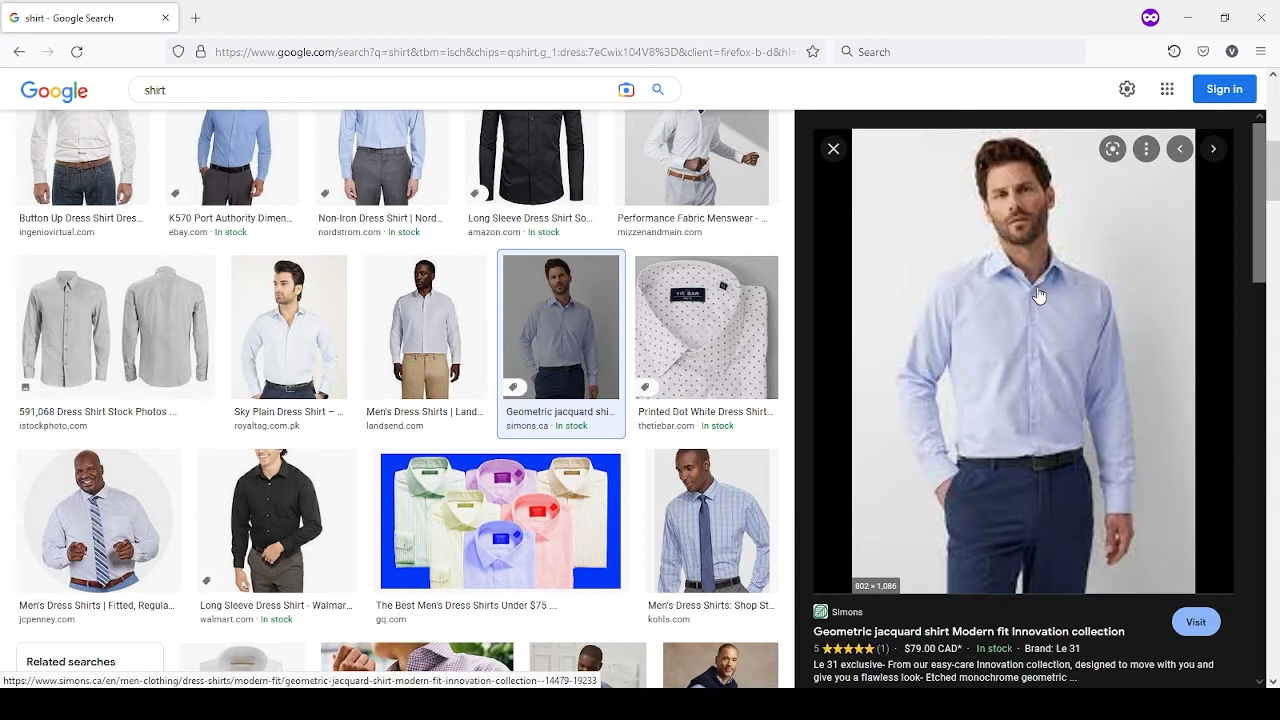 shirt - Google Search
https://www.google.com/search?q=shirt&tbm=isch&chips=q:shirt,g_1:dress:7eCwix104V8%3D&client=firefox-b-d&hl=
Search
Google
shirt
Sign in
Button Up Dress Shirt Dres...
ingeniovirtual.com
K570 Port Authority Dimen...
ebay.com · In stock
Non-Iron Dress Shirt | Nord...
nordstrom.com · In stock
Long Sleeve Dress Shirt So...
amazon.com · In stock
Performance Fabric Menswear - ...
mizzenandmain.com
591,068 Dress Shirt Stock Photos ...
istockphoto.com
Sky Plain Dress Shirt – ...
royaltag.com.pk
Men's Dress Shirts | Land...
landsend.com
Geometric jacquard shi...
simons.ca · In stock
TIE BAR
Printed Dot White Dress Shirt...
thetiebar.com · In stock
Men's Dress Shirts | Fitted, Regula...
jcpenney.com
Long Sleeve Dress Shirt - Walmar...
walmart.com · In stock
The Best Men's Dress Shirts Under $75 ...
gq.com
Men's Dress Shirts: Shop St...
kohls.com
Related searches
802 × 1,086
Simons
Geometric jacquard shirt Modern fit Innovation collection
Visit
5 ★★★★★ (1) · $79.00 CAD* · In stock · Brand: Le 31
Le 31 exclusive- From our easy-care Innovation collection, designed to move with you and
give you a flawless look- Etched monochrome geometric ...
https://www.simons.ca/en/men-clothing/dress-shirts/modern-fit/geometric-jacquard-shirt-modern-fit-innovation-collection--14479-19233